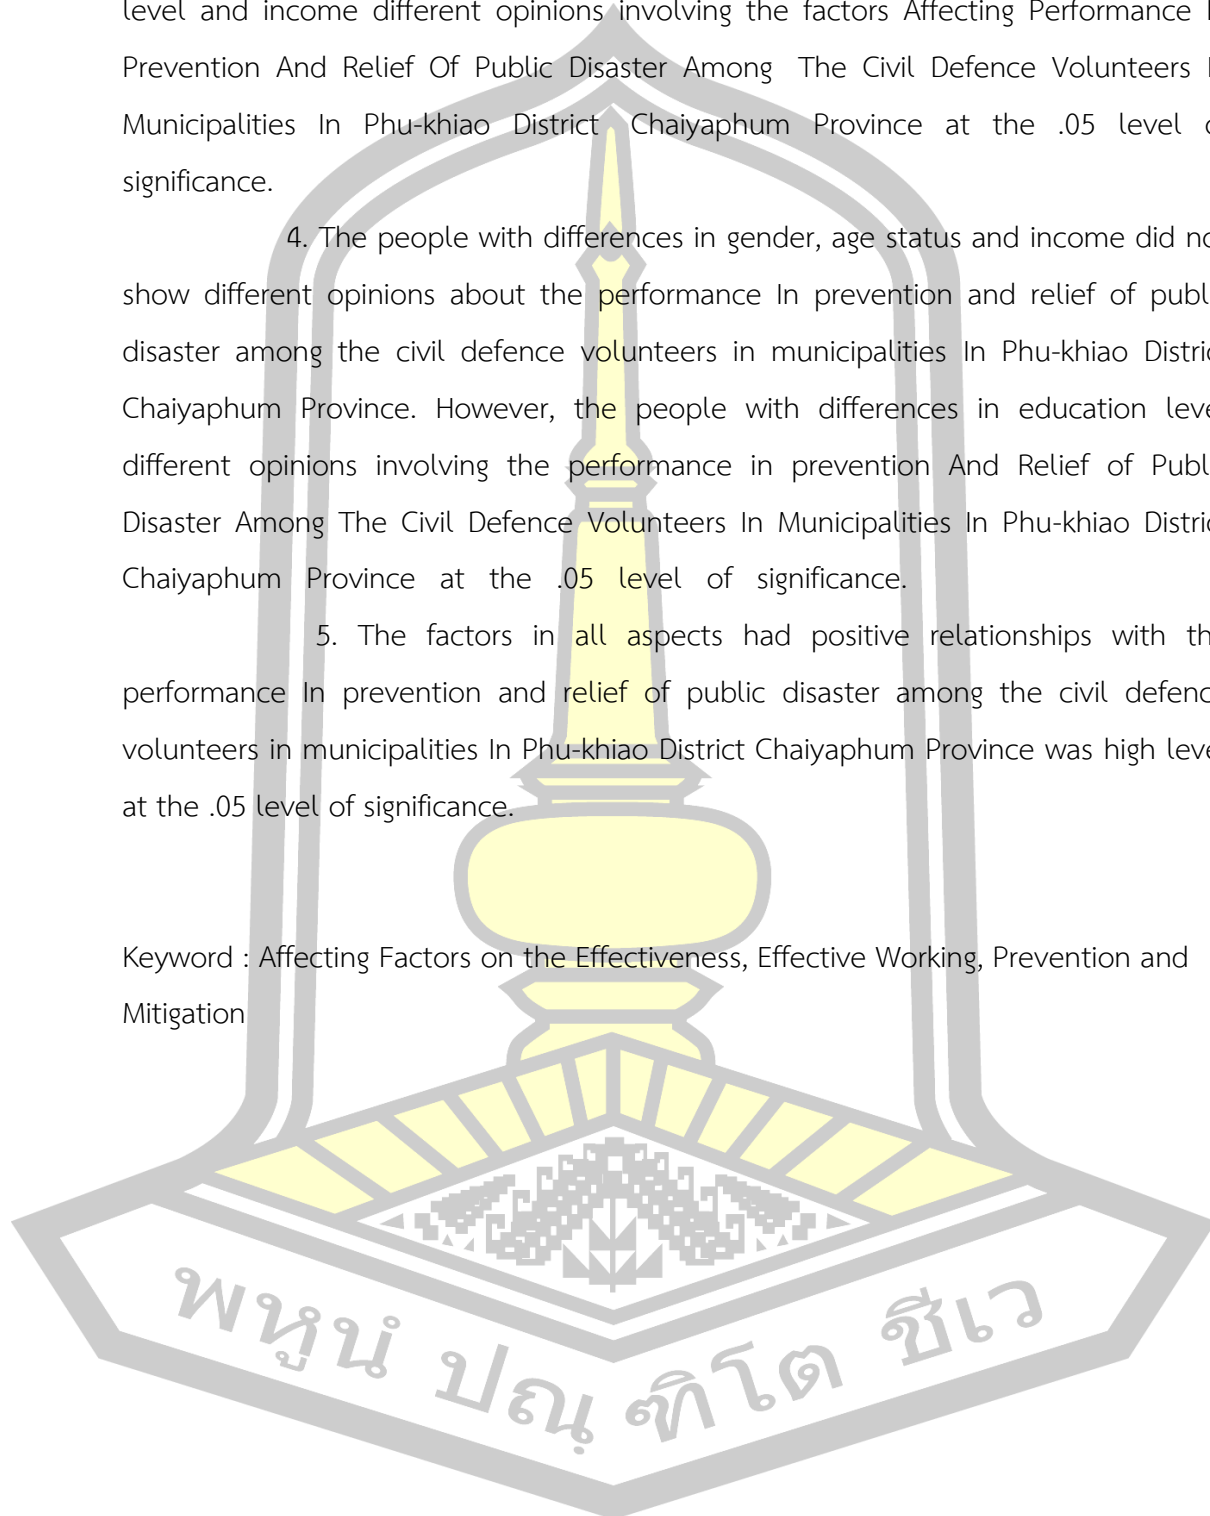 level and income different opinions involving the factors Affecting Performance
Prevention And Relief Of Public Disaster Among The Civil Defence Volunteers
Municipalities In Phu-khiao District Chaiyaphum Province at the .05 level
significance.
4. The people with differences in gender, age status and income did
show different opinions about the performance In prevention and relief of
disaster among the civil defence volunteers in municipalities In Phu-khiao
Chaiyaphum Province. However, the people with differences in education
different opinions involving the performance in prevention And Relief of
Disaster Among The Civil Defence Volunteers In Municipalities In Phu-khiao
Chaiyaphum Province at the .05 level of significance.
5. The factors in all aspects had positive relationships with
performance In prevention and relief of public disaster among the civil
volunteers in municipalities In Phu-khiao District Chaiyaphum Province was high
at the .05 level of significance.
Keyword : Affecting Factors on the Effectiveness, Effective Working, Prevention and
Mitigation
พหูนํ ปณฺ ฑิโต ชีเว